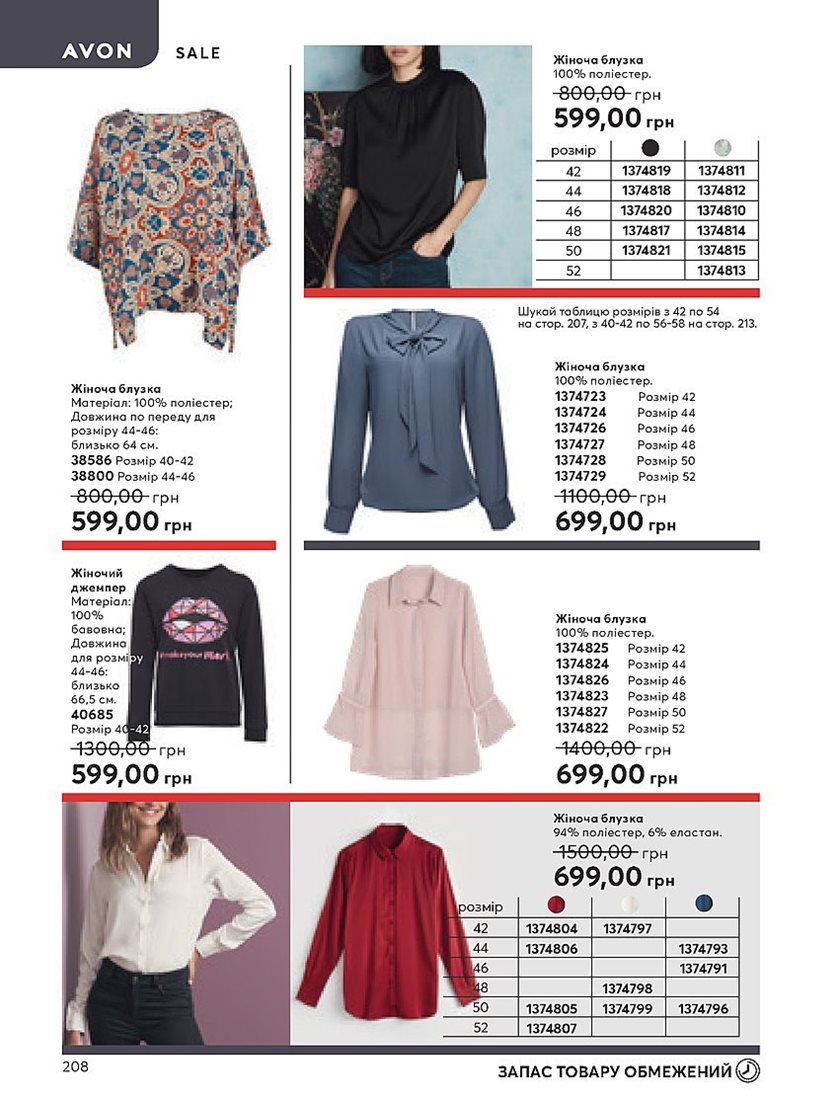 AVON SALE
Жіноча блузка
Матеріал: 100% поліестер;
Довжина по переду для
розміру 44-46:
близько 64 см.
38586 Розмір 40-42
38800 Розмір 44-46
800,00 грн
599,00 грн
Жіночий
джемпер
Матеріал:
100%
бавовна;
Довжина
для розміру
44-46:
близько
66,5 см.
40685
Розмір 40-42
1300,00 грн
599,00 грн
Жіноча блузка
100% поліестер.
800,00 грн
599,00 грн
розмір
42 1374819 1374811
44 1374818 1374812
46 1374820 1374810
48 1374817 1374814
50 1374821 1374815
52 1374813
Шукай таблицю розмірів з 42 по 54
на стор. 207, з 40-42 по 56-58 на стор. 213.
Жіноча блузка
100% поліестер.
1374723 Розмір 42
1374724 Розмір 44
1374726 Розмір 46
1374727 Розмір 48
1374728 Розмір 50
1374729 Розмір 52
1100,00 грн
699,00 грн
Жіноча блузка
100% поліестер.
1374825 Розмір 42
1374824 Розмір 44
1374826 Розмір 46
1374823 Розмір 48
1374827 Розмір 50
1374822 Розмір 52
1400,00 грн
699,00 грн
Жіноча блузка
94% поліестер, 6% еластан.
1500,00 грн
699,00 грн
розмір
42 1374804 1374797
44 1374806 1374793
46 1374791
48 1374798
50 1374805 1374799 1374796
52 1374807
208
ЗАПАС ТОВАРУ ОБМЕЖЕНИЙ